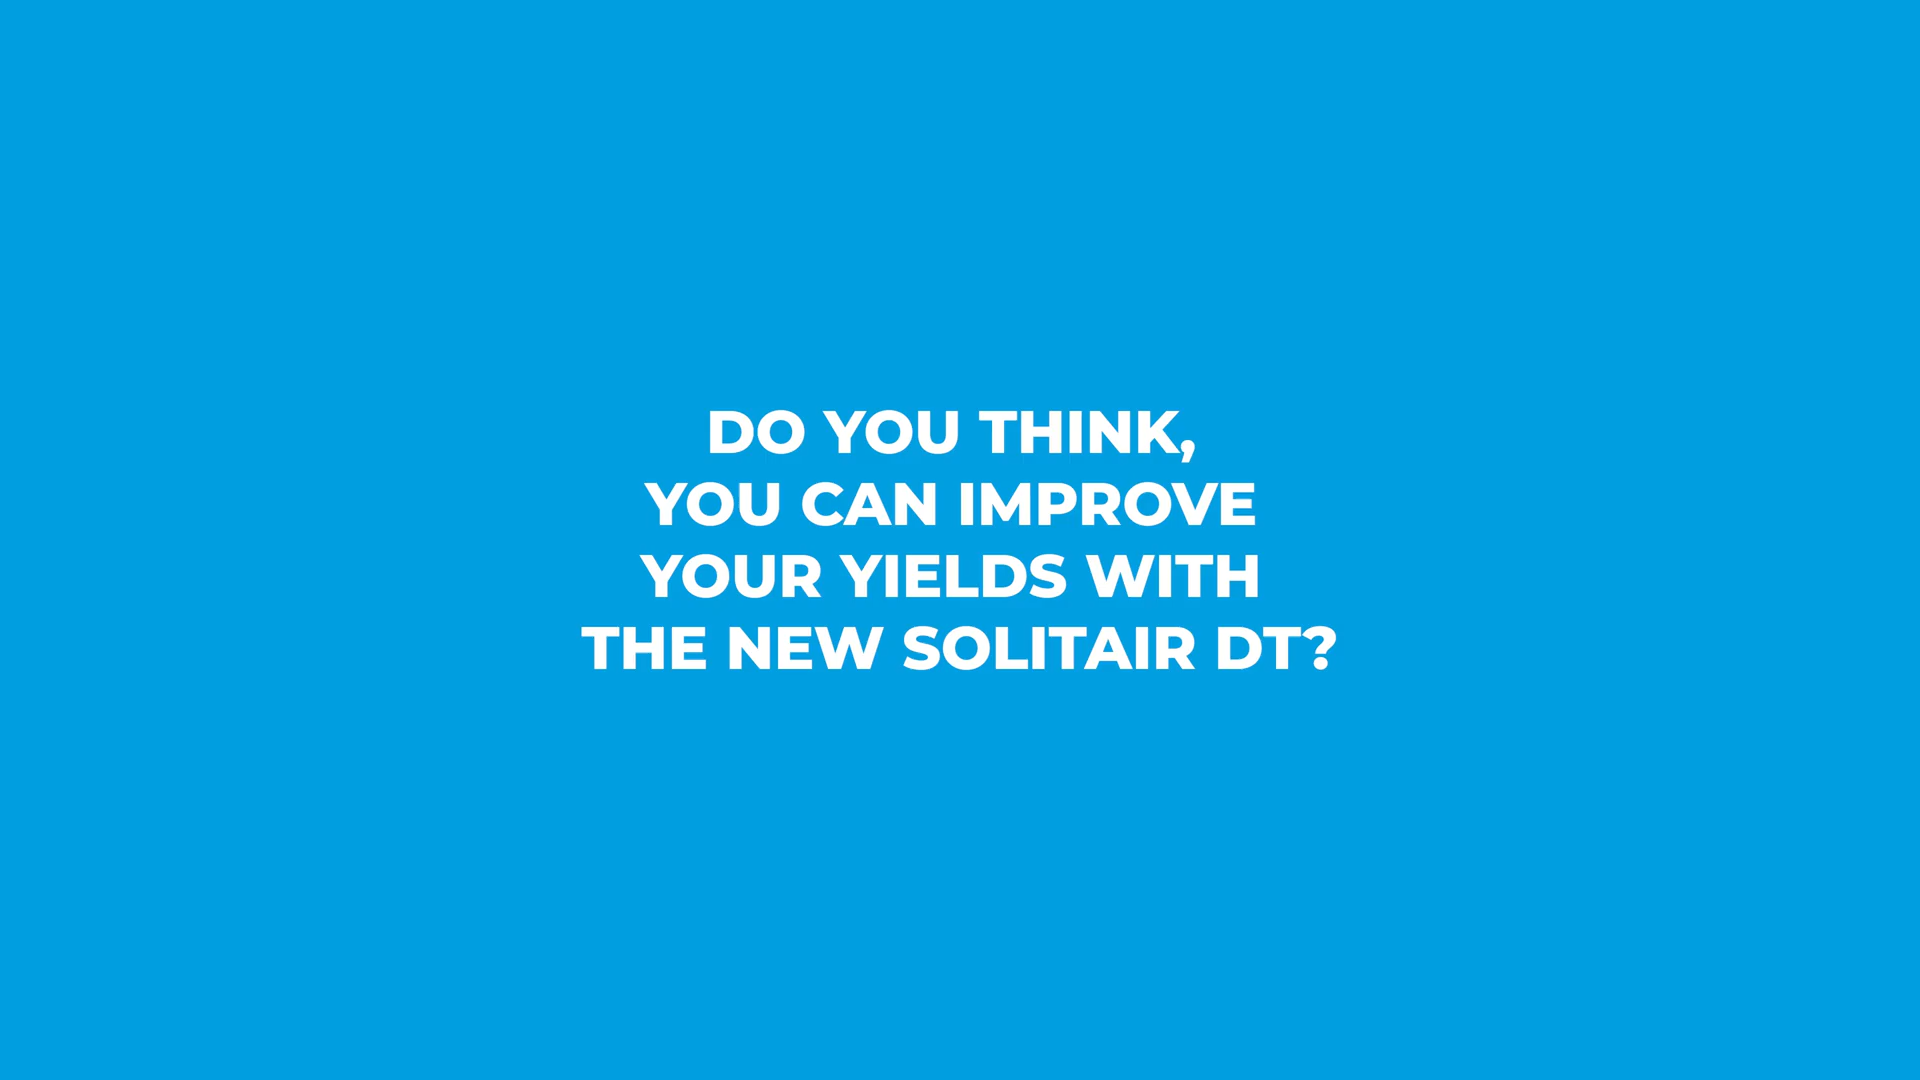 DO YOU THINK,
YOU CAN IMPROVE
YOUR YIELDS WITH
THE NEW SOLITAIR DT?